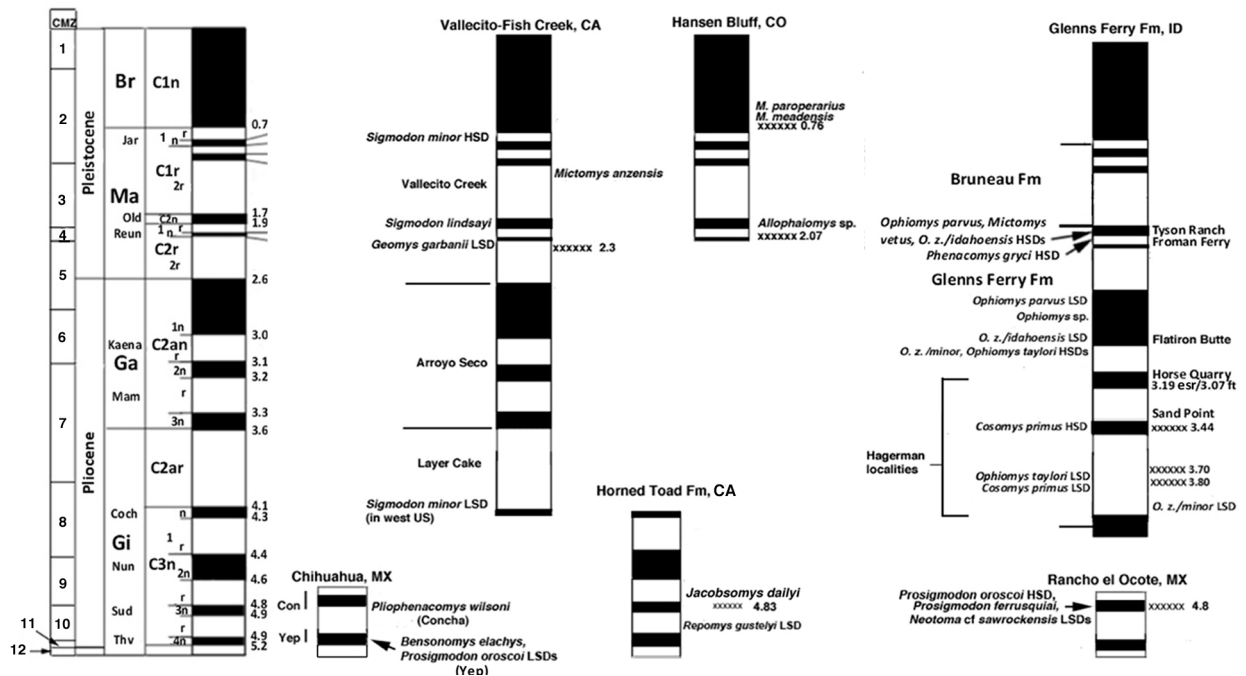 CMZ
1
2
3
4
5
6
7
8
9
10
11
12
Pleistocene
Pliocene
Br
Jar
Ma
Old
Reun
Kaena
Ga
Mam
Coch
Gi
Nun
Sud
Thv
C1n
1 r
n
C1r
2r
C2n
1 r
n
C2r
2r
1n
C2an
r
2n
r
3n
C2ar
n
1
r
C3n
2n
r
3n
r
4n
0.7
1.7
1.9
2.6
3.0
3.1
3.2
3.3
3.6
4.1
4.3
4.4
4.6
4.8
4.9
4.9
5.2
Chihuahua, MX
Con
Pliophenacomys wilsoni
(Concha)
Yep
Bensonomys elachys,
Prosigmodon oroscoi LSDs
(Yep)
Vallecito-Fish Creek, CA
Sigmodon minor HSD
Mictomys anzensis
Vallecito Creek
Sigmodon lindsayi
Geomys garbanii LSD
xxxxxx 2.3
Arroyo Seco
Layer Cake
Sigmodon minor LSD
(in west US)
Hansen Bluff, CO
M. paroperarius
M. meadensis
xxxxxx 0.76
Allophaiomys sp.
xxxxxx 2.07
Horned Toad Fm, CA
Jacobsomys dailyi
xxxxxx 4.83
Repomys gustelyi LSD
Glenns Ferry Fm, ID
Bruneau Fm
Ophiomys parvus, Mictomys
vetus, O. z./idahoensis HSDs
Phenacomys gryci HSD
Tyson Ranch
Froman Ferry
Glenns Ferry Fm
Ophiomys parvus LSD
Ophiomys sp.
O. z./idahoensis LSD
Flatiron Butte
O. z./minor, Ophiomys taylori HSDs
Horse Quarry
3.19 esr/3.07 ft
Sand Point
Cosomys primus HSD
xxxxxx 3.44
Hagerman
localities
xxxxxx 3.70
Ophiomys taylori LSD
xxxxxx 3.80
Cosomys primus LSD
O. z./minor LSD
Rancho el Ocote, MX
Prosigmodon oroscoi HSD,
Prosigmodon ferrusquiai,
xxxxxx 4.8
Neotoma cf sawrockensis LSDs